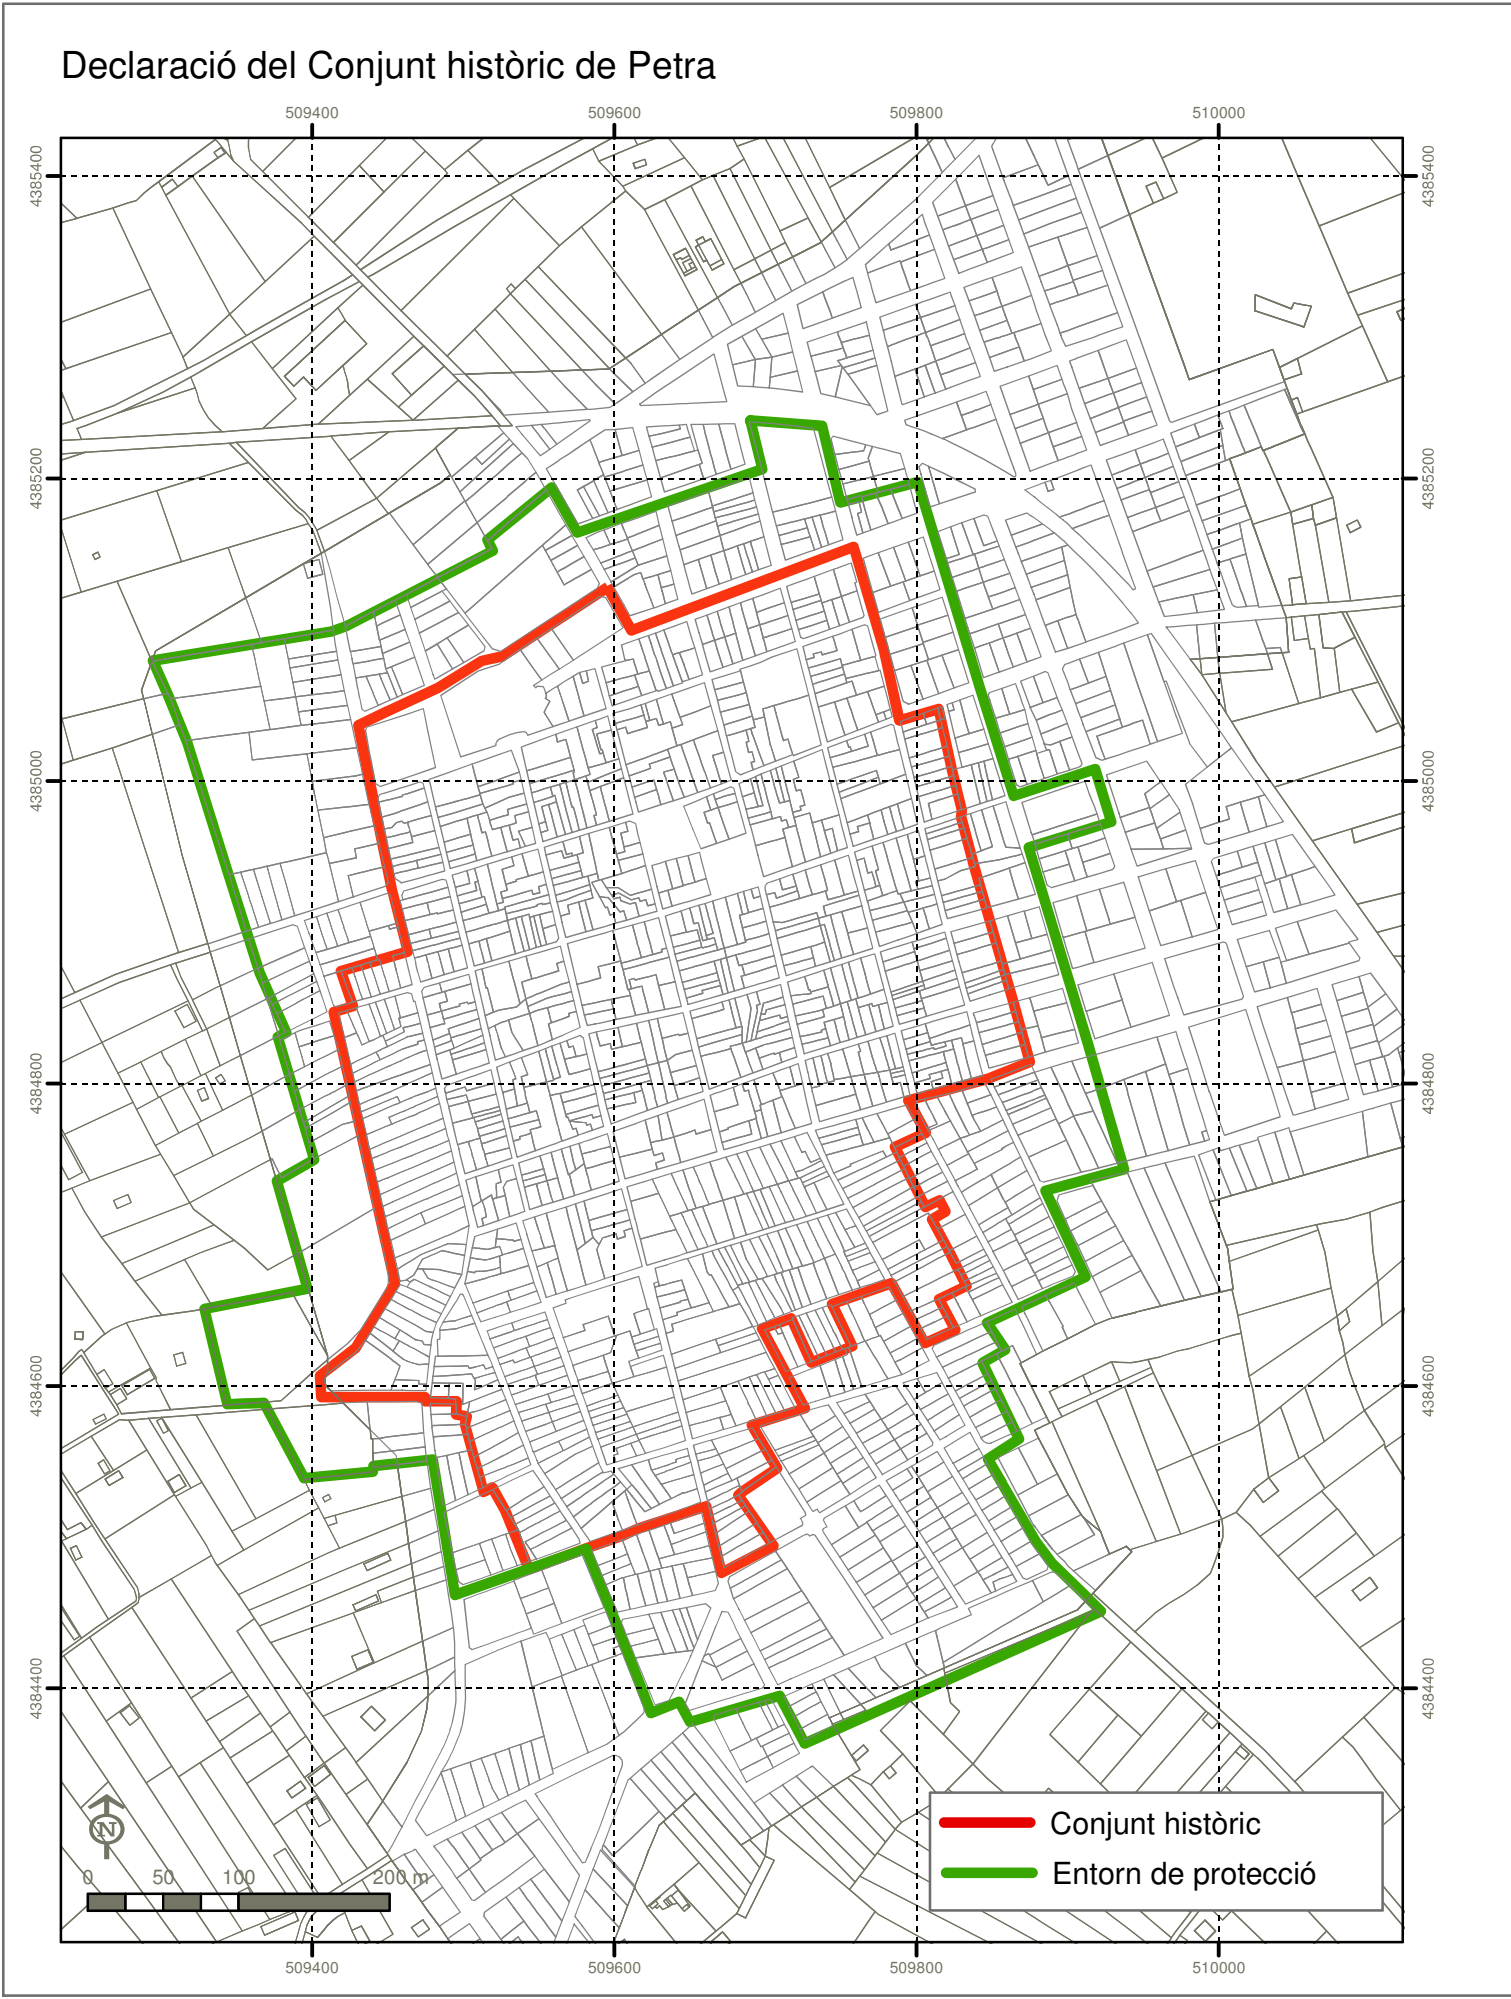 Declaració del Conjunt històric de Petra
509400 509600 509800 510000
4385400 4385400
4385200 4385200
4385000 4385000
4384800 4384800
4384600 4384600
4384400 4384400
N
0 50 100 200 m
Conjunt històric
Entorn de protecció
509400 509600 509800 510000